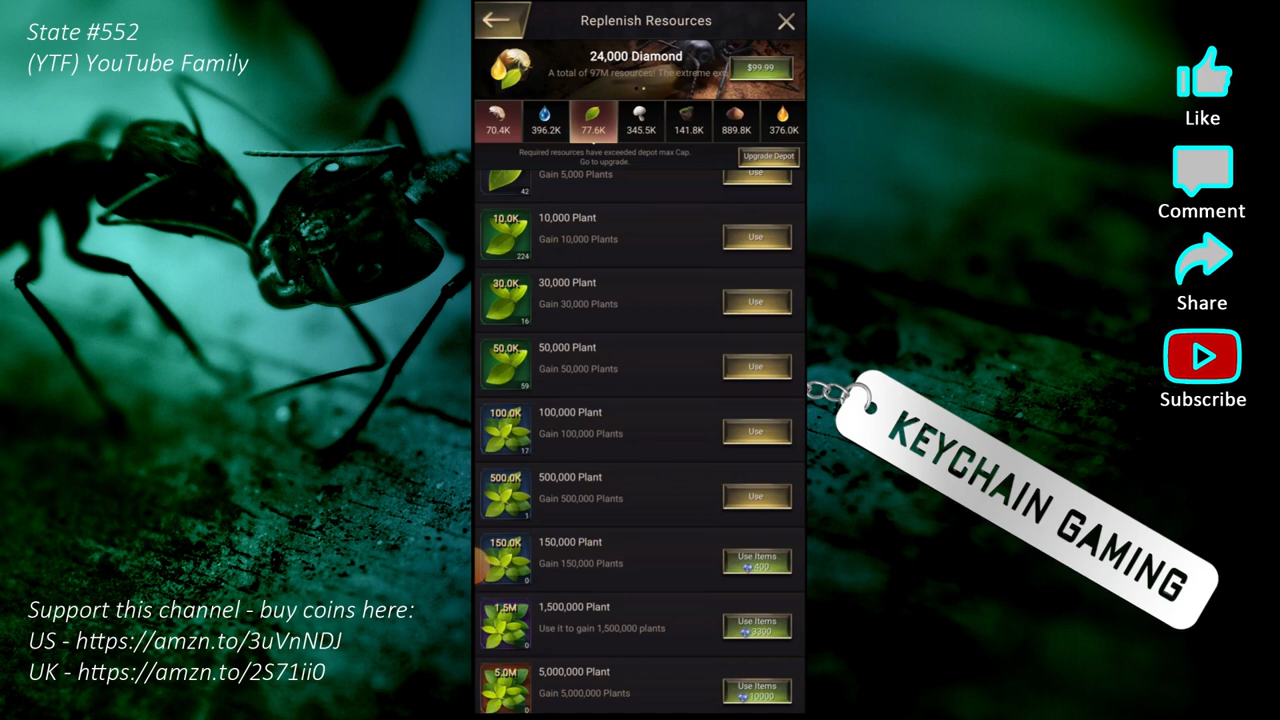 State #552
(YTF) YouTube Family
Replenish Resources
24,000 Diamond
A total of 97M resources! The extreme exp
$99.99
70.4K
396.2K
77.6K
345.5K
141.8K
889.8K
376.0K
Required resources have exceeded depot max Cap.
Go to upgrade.
Upgrade Depot
Gain 5,000 Plants
42
Use
10.0K
10,000 Plant
Gain 10,000 Plants
224
Use
30.0K
30,000 Plant
Gain 30,000 Plants
16
Use
50.0K
50,000 Plant
Gain 50,000 Plants
59
Use
100.0K
100,000 Plant
Gain 100,000 Plants
17
Use
500.0K
500,000 Plant
Gain 500,000 Plants
1
Use
150.0K
150,000 Plant
Gain 150,000 Plants
0
Use Items
400
1.5M
1,500,000 Plant
Use it to gain 1,500,000 plants
0
Use Items
3300
5.0M
5,000,000 Plant
Gain 5,000,000 Plants
0
Use Items
10000
Like
Comment
Share
Subscribe
KEYCHAIN GAMING
Support this channel - buy coins here:
US - https://amzn.to/3uVnNDJ
UK - https://amzn.to/2S71ii0